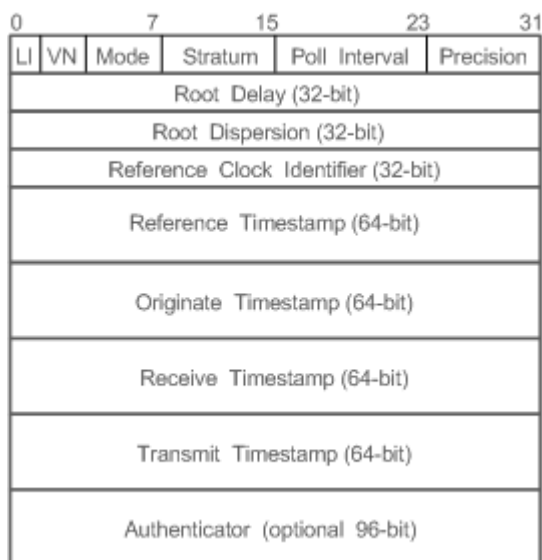 0 7 15 23 31
LI VN Mode Stratum Poll Interval Precision
Root Delay (32-bit)
Root Dispersion (32-bit)
Reference Clock Identifier (32-bit)
Reference Timestamp (64-bit)
Originate Timestamp (64-bit)
Receive Timestamp (64-bit)
Transmit Timestamp (64-bit)
Authenticator (optional 96-bit)